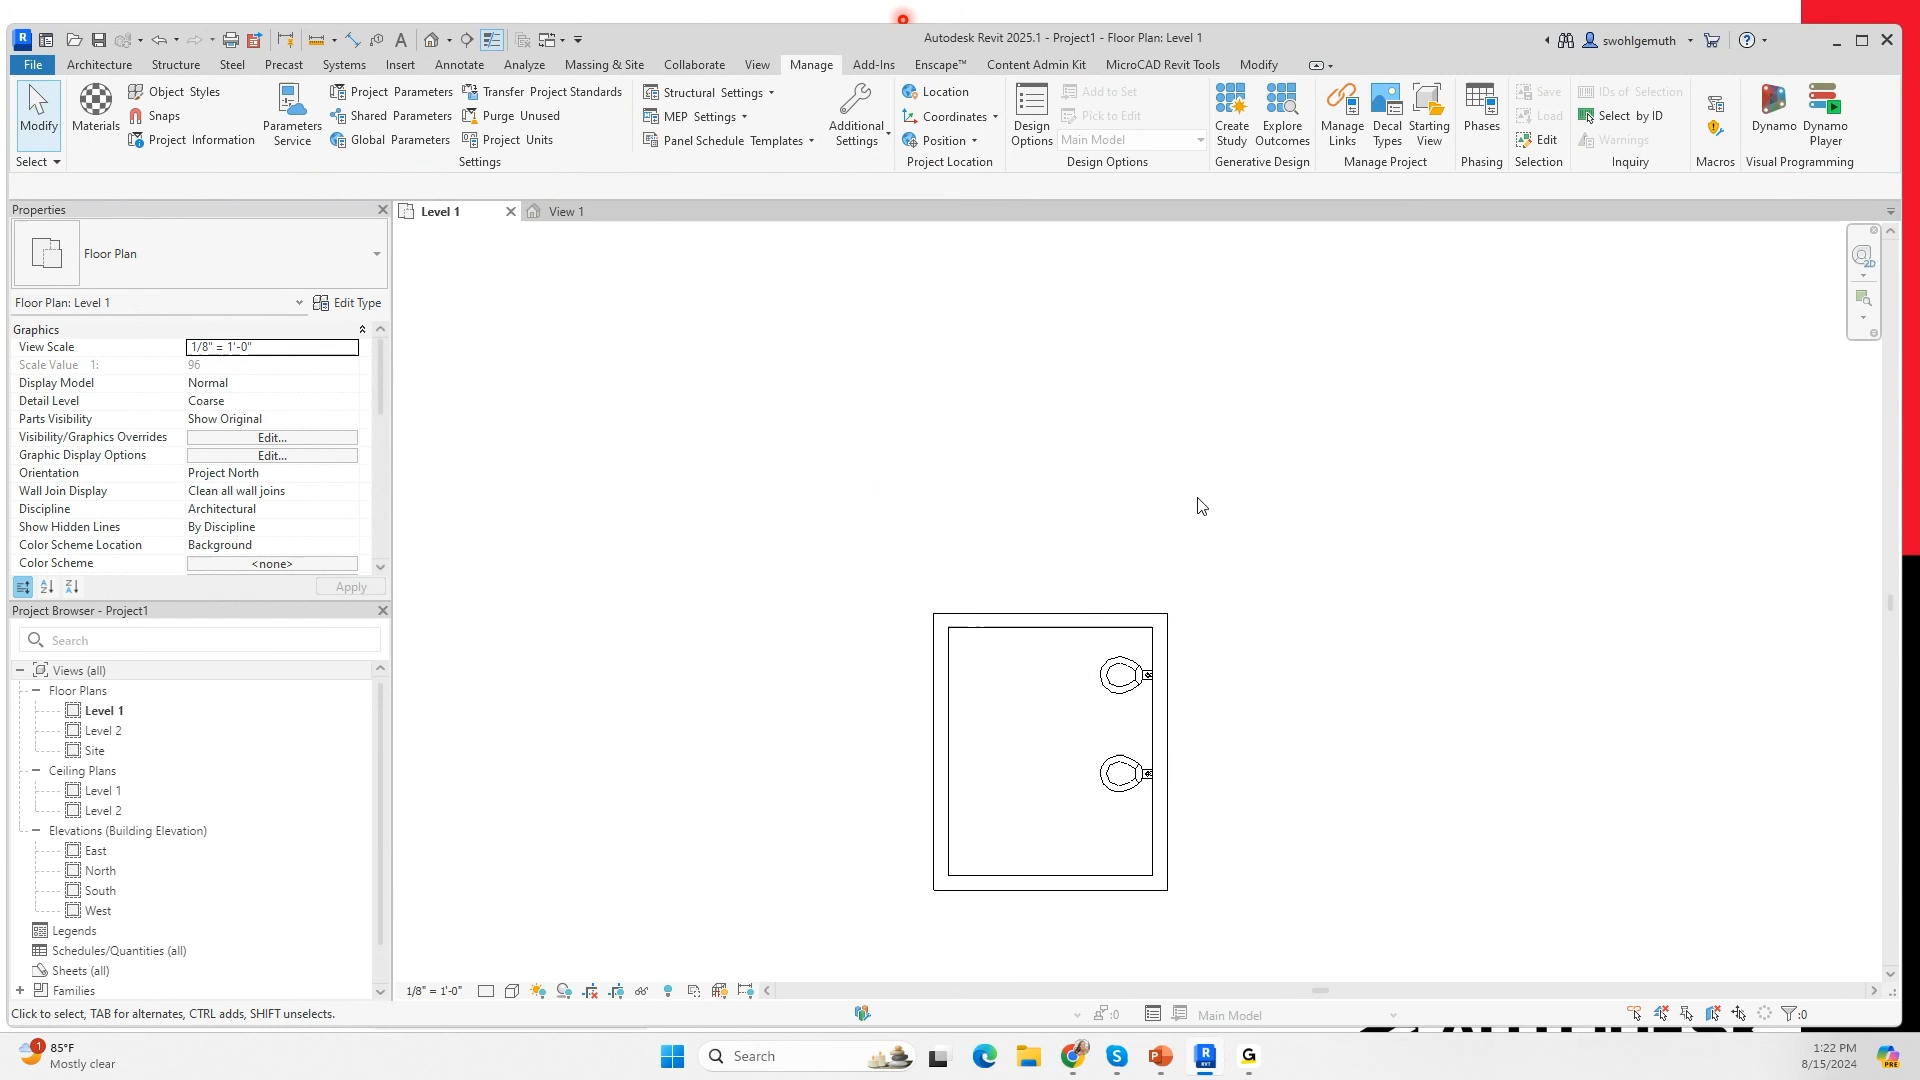 Autodesk Revit 2025.1 - Project1 - Floor Plan: Level 1
swohlgemuth
File Architecture Structure Steel Precast Systems Insert Annotate Analyze Massing & Site Collaborate View Manage Add-Ins Enscape™ Content Admin Kit MicroCAD Revit Tools Modify
Modify
Select
Materials
Object Styles
Snaps
Project Information
Parameters
Service
Project Parameters
Shared Parameters
Global Parameters
Transfer Project Standards
Purge Unused
Project Units
Settings
Structural Settings
MEP Settings
Panel Schedule Templates
Additional
Settings
Location
Coordinates
Position
Project Location
Design
Options
Add to Set
Pick to Edit
Main Model
Design Options
Create
Study
Explore
Outcomes
Generative Design
Manage
Links
Decal
Types
Starting
View
Manage Project
Phases
Phasing
Save
Load
Edit
Selection
IDs of Selection
Select by ID
Warnings
Inquiry
Macros
Dynamo
Dynamo
Player
Visual Programming
Properties
Level 1
View 1
Floor Plan
Floor Plan: Level 1
Edit Type
Graphics
View Scale 1/8" = 1'-0"
Scale Value 1: 96
Display Model Normal
Detail Level Coarse
Parts Visibility Show Original
Visibility/Graphics Overrides Edit...
Graphic Display Options Edit...
Orientation Project North
Wall Join Display Clean all wall joins
Discipline Architectural
Show Hidden Lines By Discipline
Color Scheme Location Background
Color Scheme <none>
Apply
2D
Project Browser - Project1
Search
Views (all)
Floor Plans
Level 1
Level 2
Site
Ceiling Plans
Level 1
Level 2
Elevations (Building Elevation)
East
North
South
West
Legends
Schedules/Quantities (all)
Sheets (all)
Families
1/8" = 1'-0"
Click to select, TAB for alternates, CTRL adds, SHIFT unselects.
:0
Main Model
:0
1
85°F
Mostly clear
Search
1:22 PM
8/15/2024